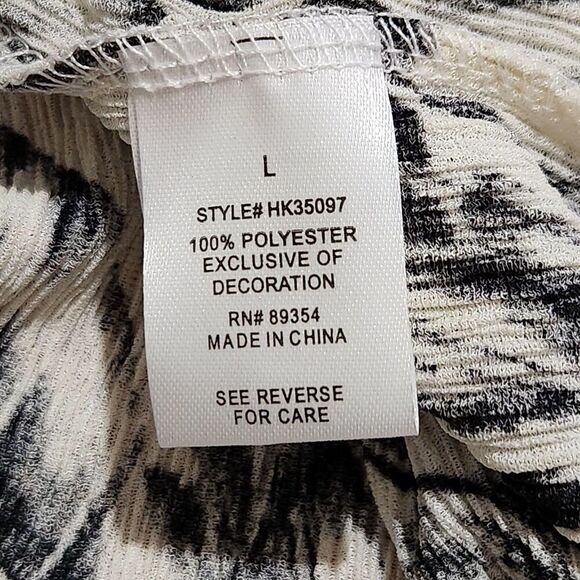 L
STYLE# HK35097
100% POLYESTER
EXCLUSIVE OF
DECORATION
RN# 89354
MADE IN CHINA
SEE REVERSE
FOR CARE